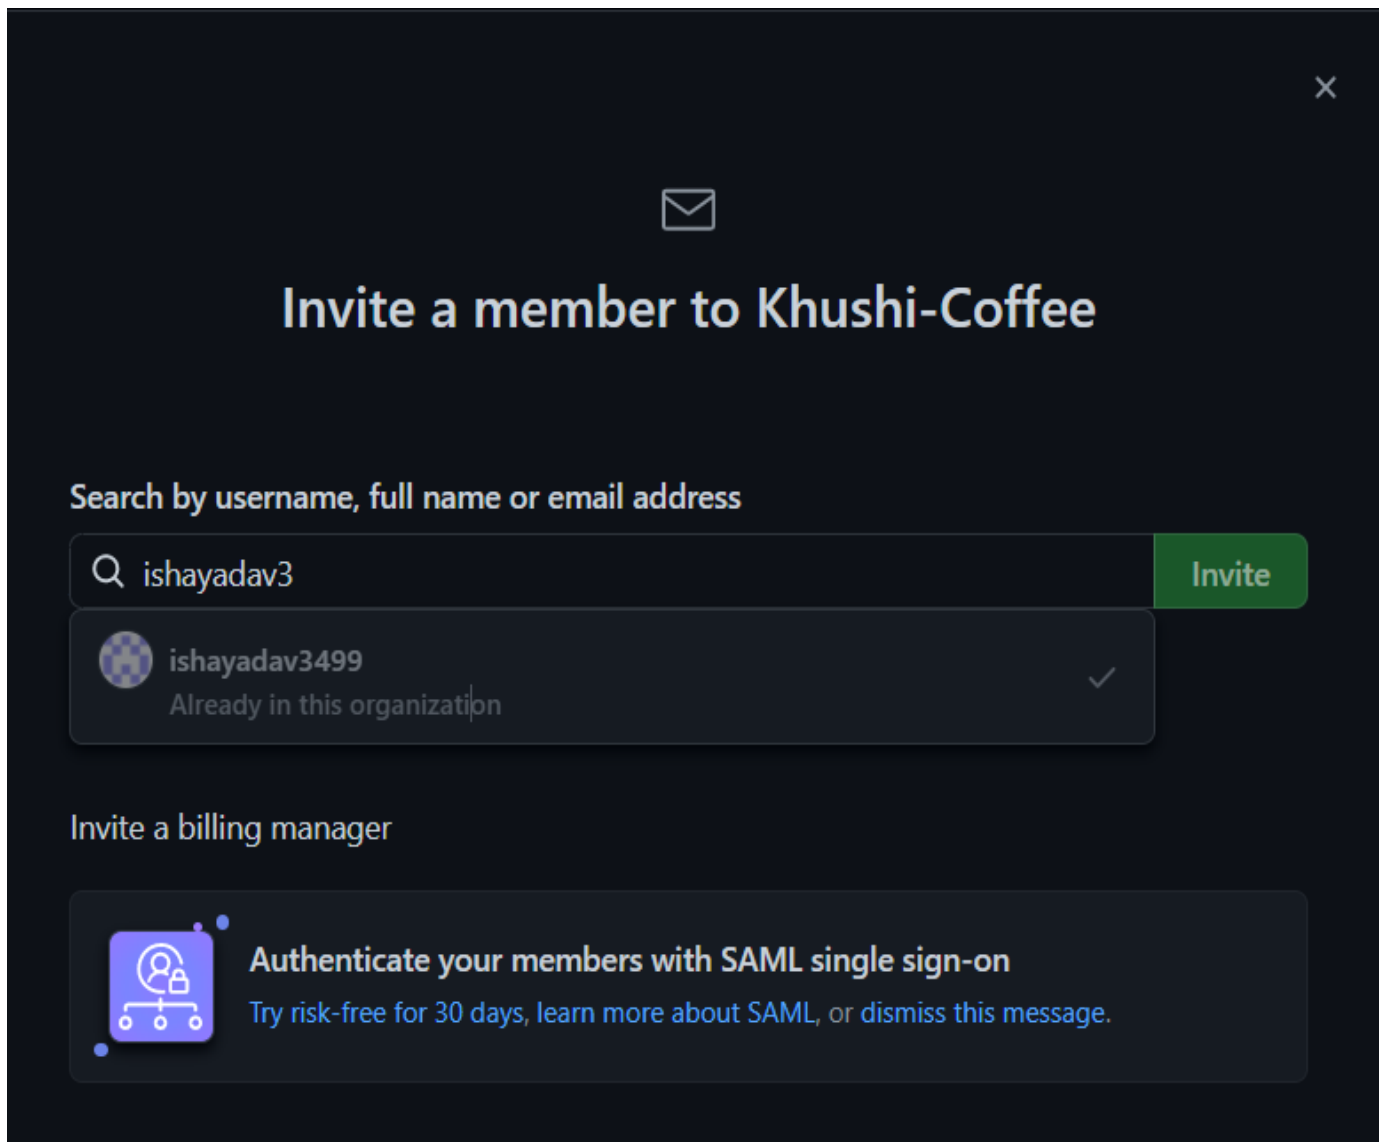 Invite a member to Khushi-Coffee
Search by username, full name or email address
ishayadav3
Invite
ishayadav3499
Already in this organization
Invite a billing manager
Authenticate your members with SAML single sign-on
Try risk-free for 30 days, learn more about SAML, or dismiss this message.